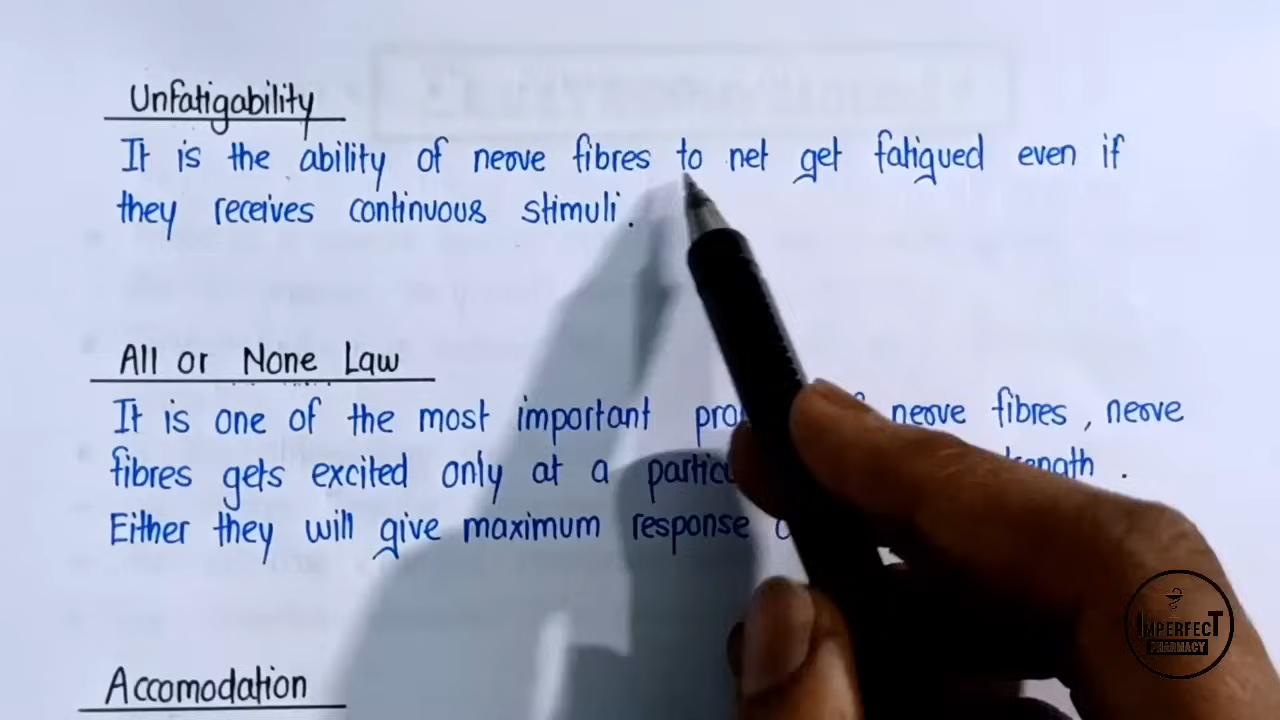 Unfatigability
It is the ability of nerve fibres to net get fatigued even if
they receives continuous stimuli.
All or None Law
It is one of the most important nerve fibres, nerve
fibres gets excited only at a .
Either they will give maximum response
Accomodation
IMPERFECT
PHARMACY